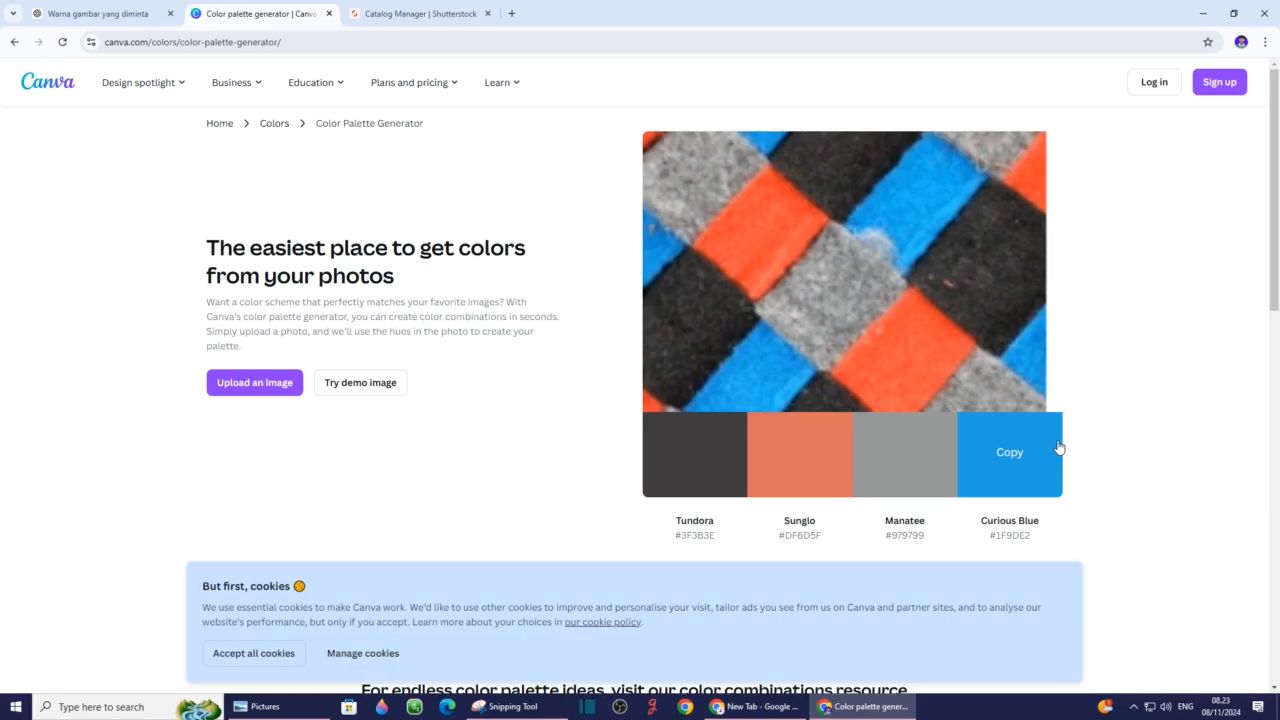 Warna gambar yang diminta
Color palette generator | Canva
Catalog Manager | Shutterstock
canva.com/colors/color-palette-generator/
Canva
Design spotlight
Business
Education
Plans and pricing
Learn
Log in
Sign up
Home
Colors
Color Palette Generator
The easiest place to get colors
from your photos
Want a color scheme that perfectly matches your favorite images? With
Canva's color palette generator, you can create color combinations in seconds.
Simply upload a photo, and we'll use the hues in the photo to create your
palette.
Upload an image
Try demo image
Copy
Tundora
#3F3B3E
Sunglo
#DF6D5F
Manatee
#979799
Curious Blue
#1F9DE2
But first, cookies
We use essential cookies to make Canva work. We'd like to use other cookies to improve and personalise your visit, tailor ads you see from us on Canva and partner sites, and to analyse our
website's performance, but only if you accept. Learn more about your choices in our cookie policy.
Accept all cookies
Manage cookies
For endless color palette ideas, visit our color combinations resource
Type here to search
Pictures
Snipping Tool
New Tab - Google ...
Color palette gener...
ENG
08.23
08/11/2024